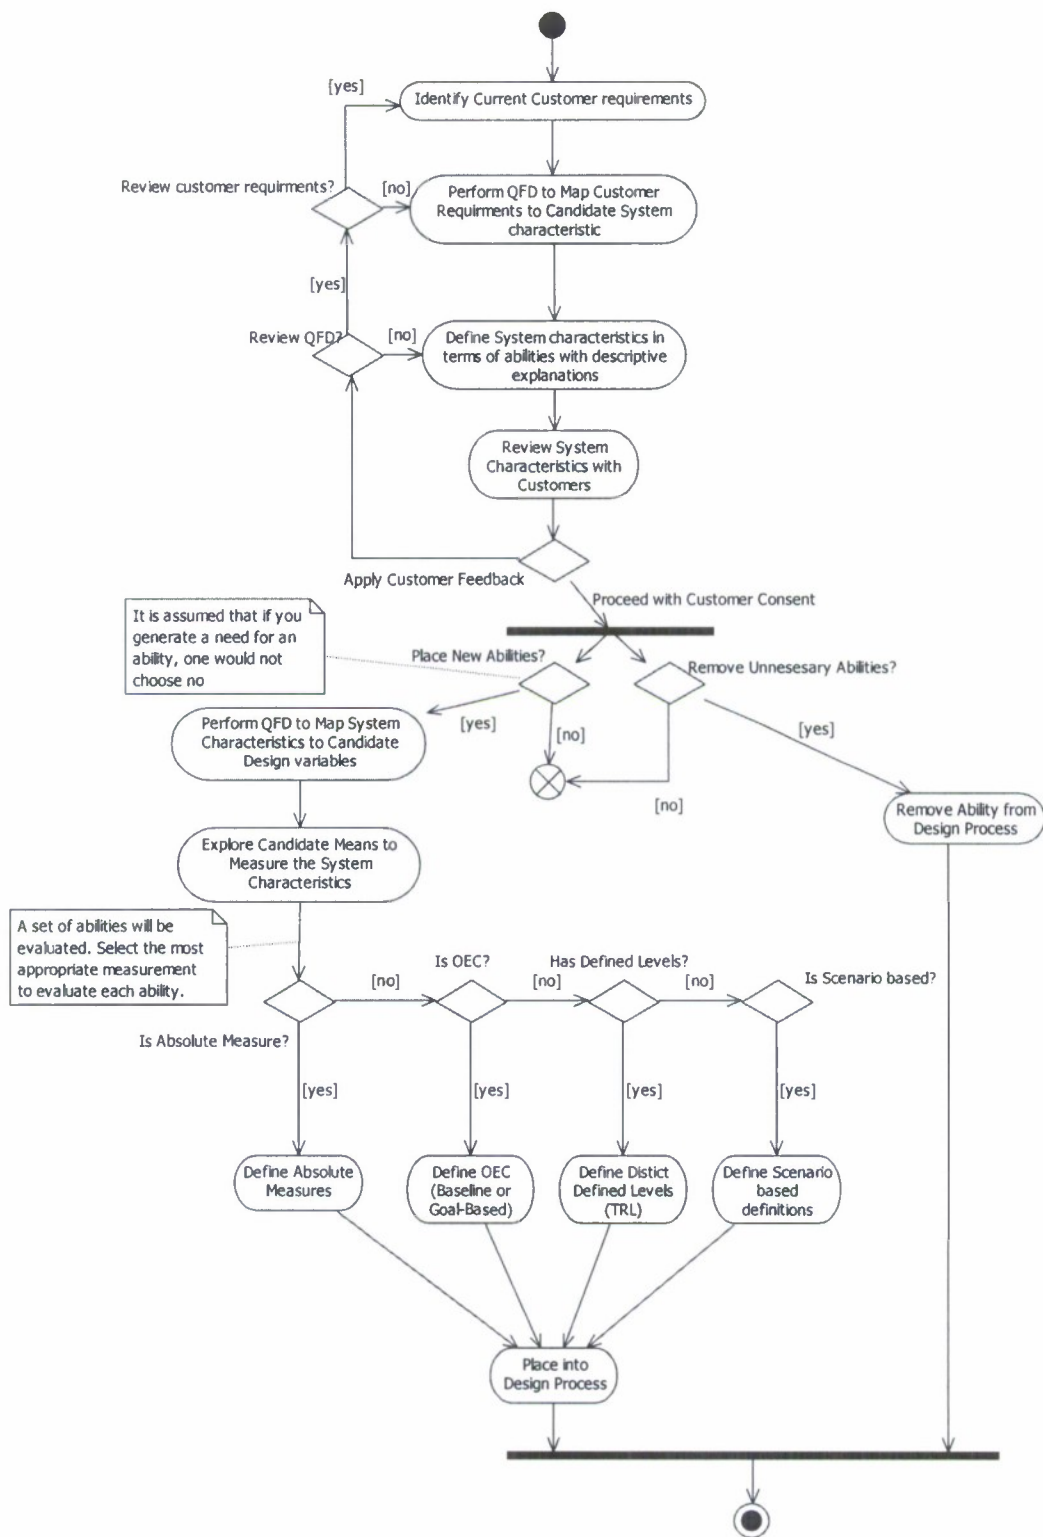 [yes]
Identify Current Customer requirements
Review customer requirments?
[no]
Perform QFD to Map Customer
Requirments to Candidate System
characteristic
[yes]
Review QFD?
[no]
Define System characteristics in
terms of abilities with descriptive
explanations
Review System
Characteristics with
Customers
Apply Customer Feedback
Proceed with Customer Consent
It is assumed that if you
generate a need for an
ability, one would not
choose no
Place New Abilities?
Remove Unnesesary Abilities?
[yes]
[no]
[yes]
[no]
Perform QFD to Map System
Characteristics to Candidate
Design variables
Remove Ability from
Design Process
Explore Candidate Means to
Measure the System
Characteristics
A set of abilities will be
evaluated. Select the most
appropriate measurement
to evaluate each ability.
Is OEC?
Has Defined Levels?
Is Scenario based?
[no]
[no]
[no]
Is Absolute Measure?
[yes]
[yes]
[yes]
[yes]
Define Absolute
Measures
Define OEC
(Baseline or
Goal-Based)
Define Distict
Defined Levels
(TRL)
Define Scenario
based
definitions
Place into
Design Process